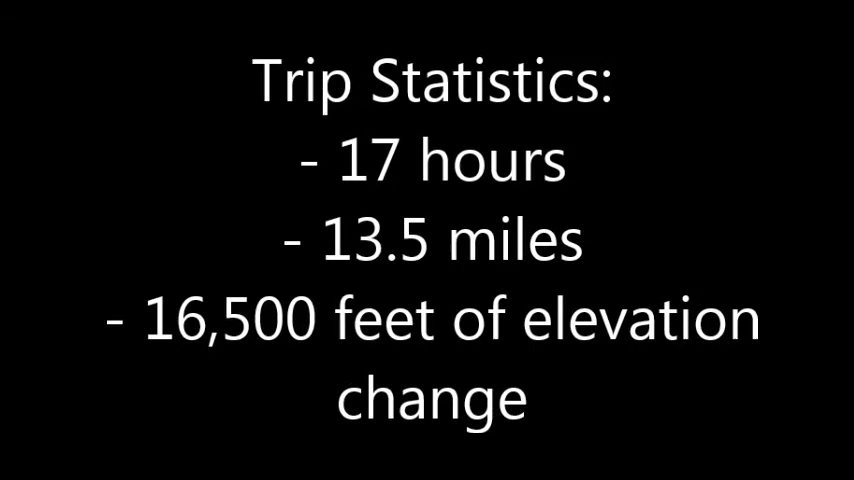 Trip Statistics:
- 17 hours
- 13.5 miles
- 16,500 feet of elevation
change